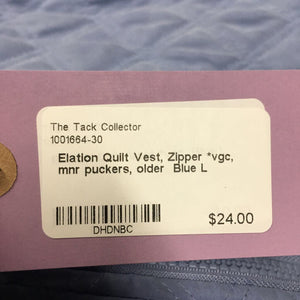 The Tack Collector
1001664-30
Elation Quilt Vest, Zipper *vgc,
mnr puckers, older Blue L
DHDNBC
$24.00